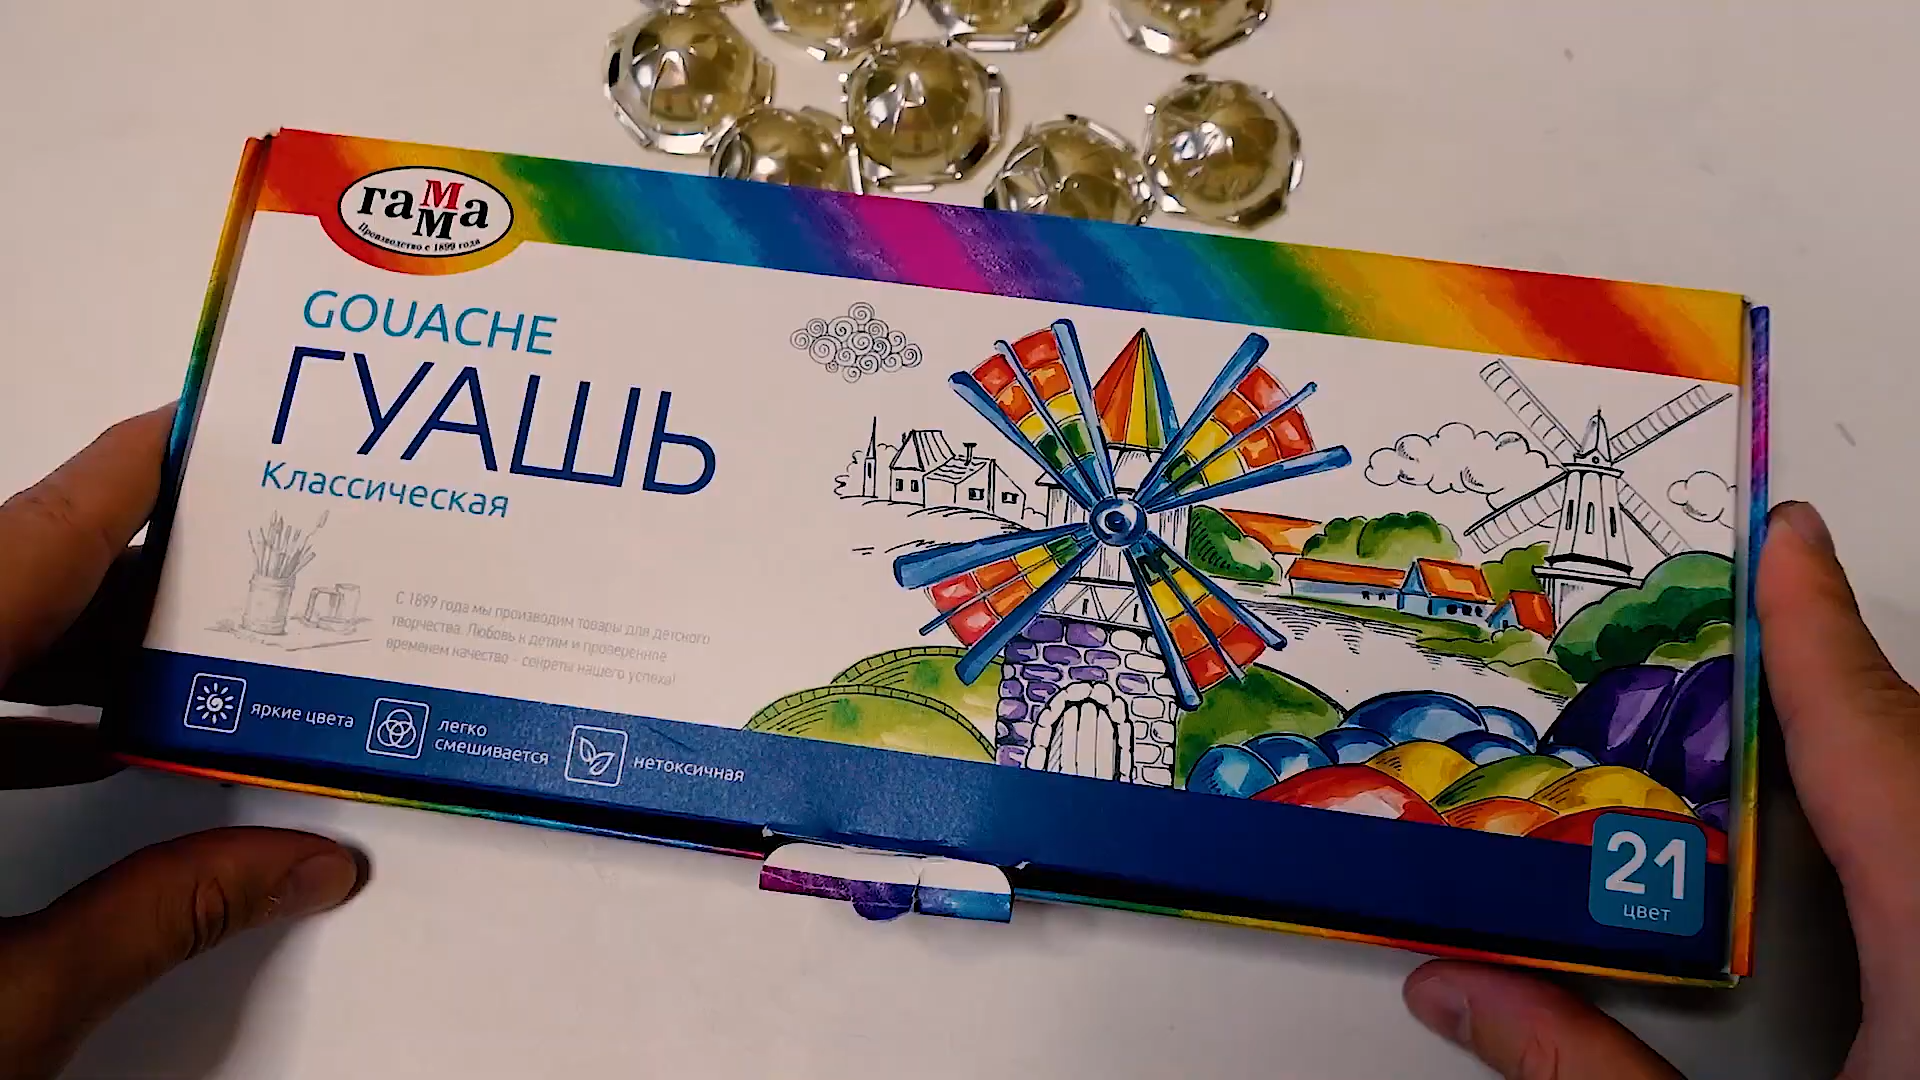 гамма
Производство с 1899 года
GOUACHE
ГУАШЬ
Классическая
С 1899 года мы производим товары для детского
творчества. Любовь к детям и проверенное
временем качество - секреты нашего успеха!
яркие цвета
легко
смешивается
нетоксичная
21
цвет